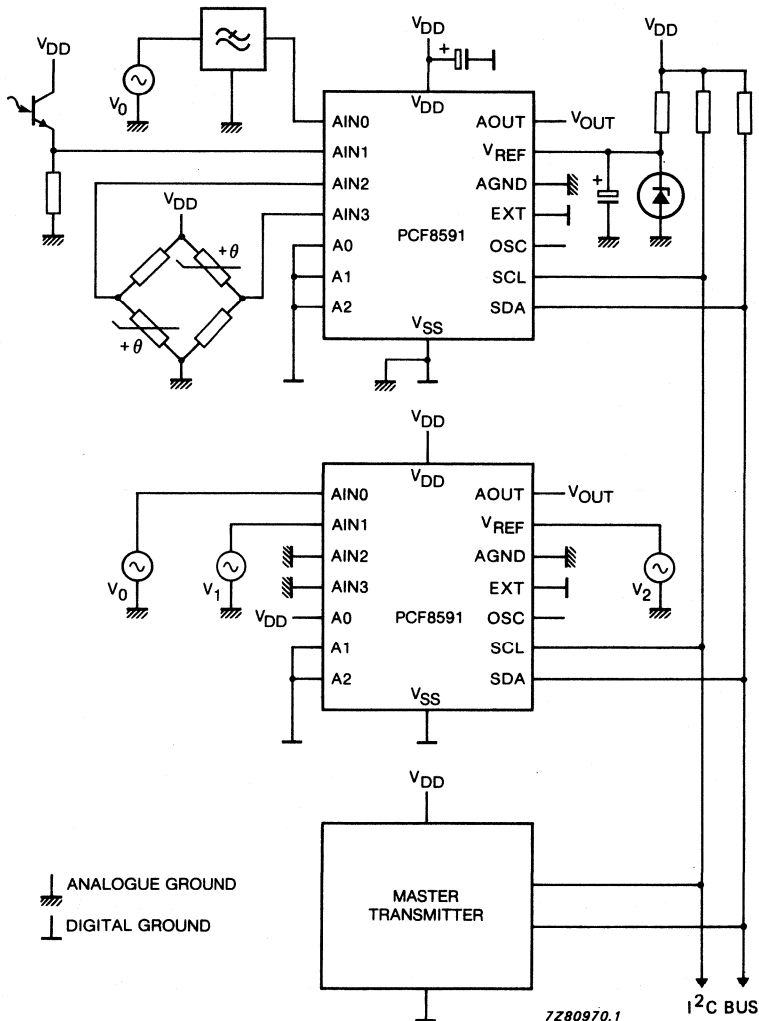 VDD
VDD
VDD
V0
VDD
AIN0
AOUT
VOUT
AIN1
VREF
AIN2
AGND
VDD
AIN3
EXT
+θ
PCF8591
A0
OSC
A1
SCL
A2
SDA
+θ
VSS
VDD
VDD
AIN0
AOUT
VOUT
AIN1
VREF
AIN2
AGND
V0
V1
AIN3
EXT
V2
VDD
A0
PCF8591
OSC
A1
SCL
A2
SDA
VSS
VDD
ANALOGUE GROUND
MASTER
TRANSMITTER
DIGITAL GROUND
I2C BUS
7Z80970.1